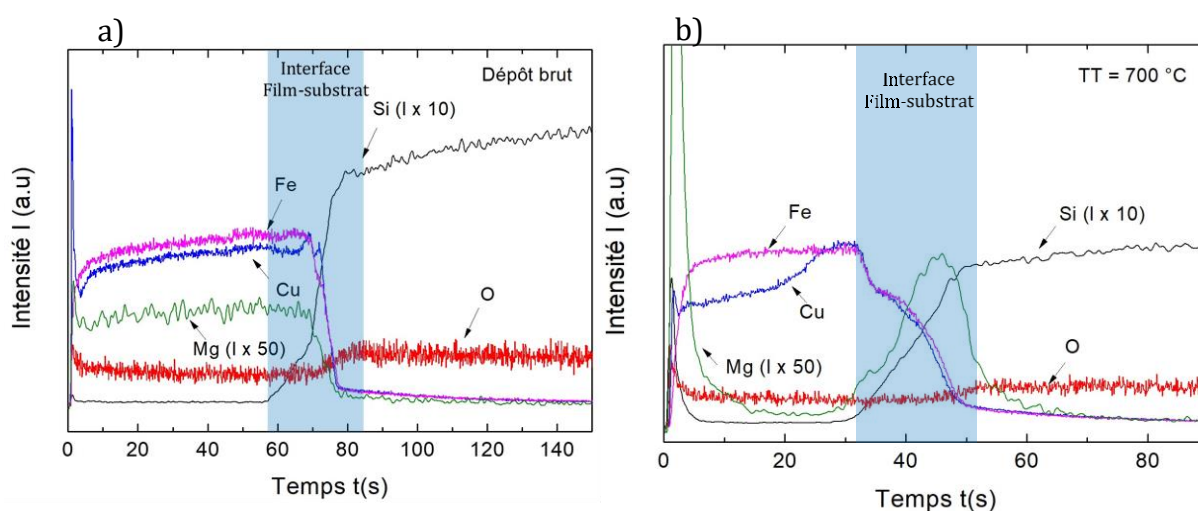 a)
Interface
Film-substrat
Dépôt brut
Si (I x 10)
Fe
Cu
O
Mg (I x 50)
Intensité I (a.u)
0 20 40 60 80 100 120 140
Temps t(s)
b)
Interface
Film-substrat
TT = 700 °C
Si (I x 10)
Fe
Cu
O
Mg (I x 50)
Intensité I (a.u)
0 20 40 60 80
Temps t(s)